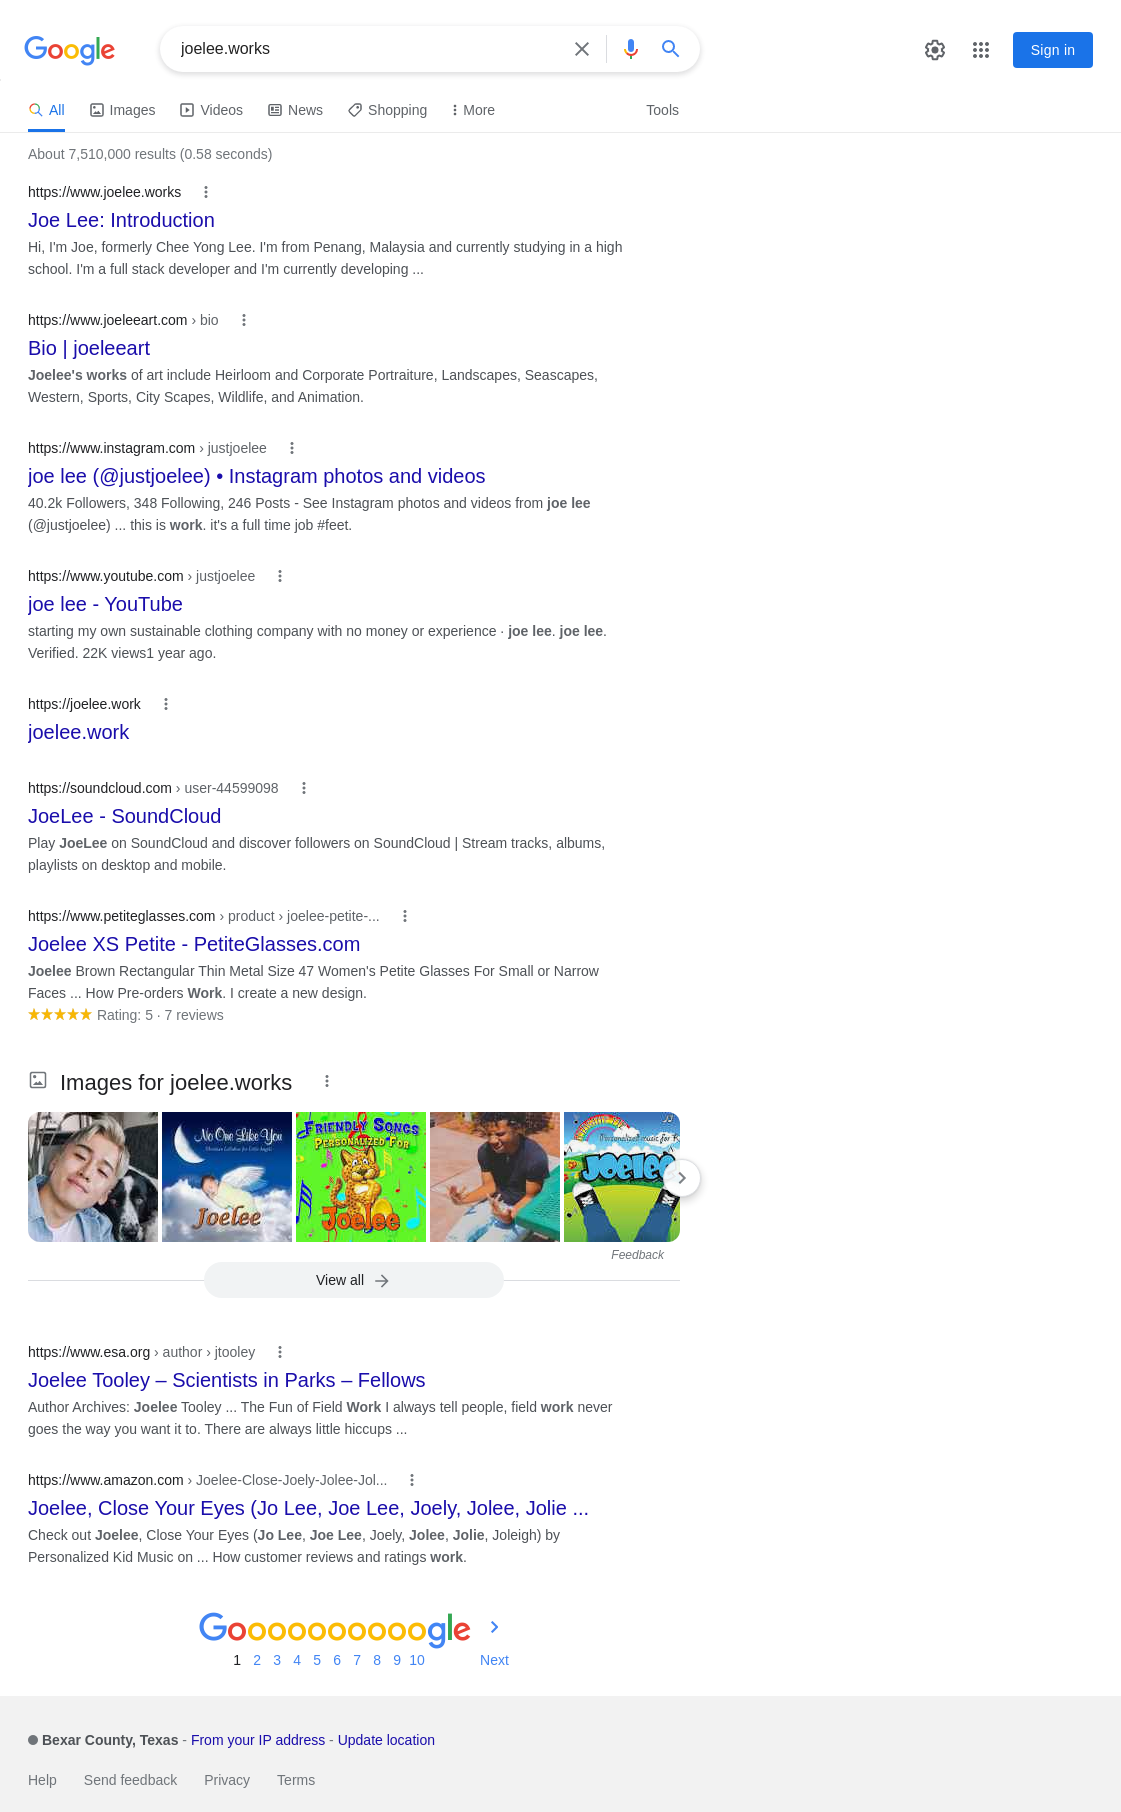 Google
joelee.works
Sign in
All
Images
Videos
News
Shopping
More
Tools
About 7,510,000 results (0.58 seconds)
https://www.joelee.works
Joe Lee: Introduction
Hi, I'm Joe, formerly Chee Yong Lee. I'm from Penang, Malaysia and currently studying in a high
school. I'm a full stack developer and I'm currently developing ...
https://www.joeleeart.com › bio
Bio | joeleeart
Joelee's works of art include Heirloom and Corporate Portraiture, Landscapes, Seascapes,
Western, Sports, City Scapes, Wildlife, and Animation.
https://www.instagram.com › justjoelee
joe lee (@justjoelee) • Instagram photos and videos
40.2k Followers, 348 Following, 246 Posts - See Instagram photos and videos from joe lee
(@justjoelee) ... this is work. it's a full time job #feet.
https://www.youtube.com › justjoelee
joe lee - YouTube
starting my own sustainable clothing company with no money or experience · joe lee. joe lee.
Verified. 22K views1 year ago.
https://joelee.work
joelee.work
https://soundcloud.com › user-44599098
JoeLee - SoundCloud
Play JoeLee on SoundCloud and discover followers on SoundCloud | Stream tracks, albums,
playlists on desktop and mobile.
https://www.petiteglasses.com › product › joelee-petite-...
Joelee XS Petite - PetiteGlasses.com
Joelee Brown Rectangular Thin Metal Size 47 Women's Petite Glasses For Small or Narrow
Faces ... How Pre-orders Work. I create a new design.
Rating: 5 · 7 reviews
Images for joelee.works
No One Like You
Joelee
FRIENDLY SONGS
PERSONALIZED FOR
Joelee
Personalized music for
Joelee
Feedback
View all
https://www.esa.org › author › jtooley
Joelee Tooley – Scientists in Parks – Fellows
Author Archives: Joelee Tooley ... The Fun of Field Work I always tell people, field work never
goes the way you want it to. There are always little hiccups ...
https://www.amazon.com › Joelee-Close-Joely-Jolee-Jol...
Joelee, Close Your Eyes (Jo Lee, Joe Lee, Joely, Jolee, Jolie ...
Check out Joelee, Close Your Eyes (Jo Lee, Joe Lee, Joely, Jolee, Jolie, Joleigh) by
Personalized Kid Music on ... How customer reviews and ratings work.
Goooooooooogle
1 2 3 4 5 6 7 8 9 10 Next
Bexar County, Texas - From your IP address - Update location
Help Send feedback Privacy Terms